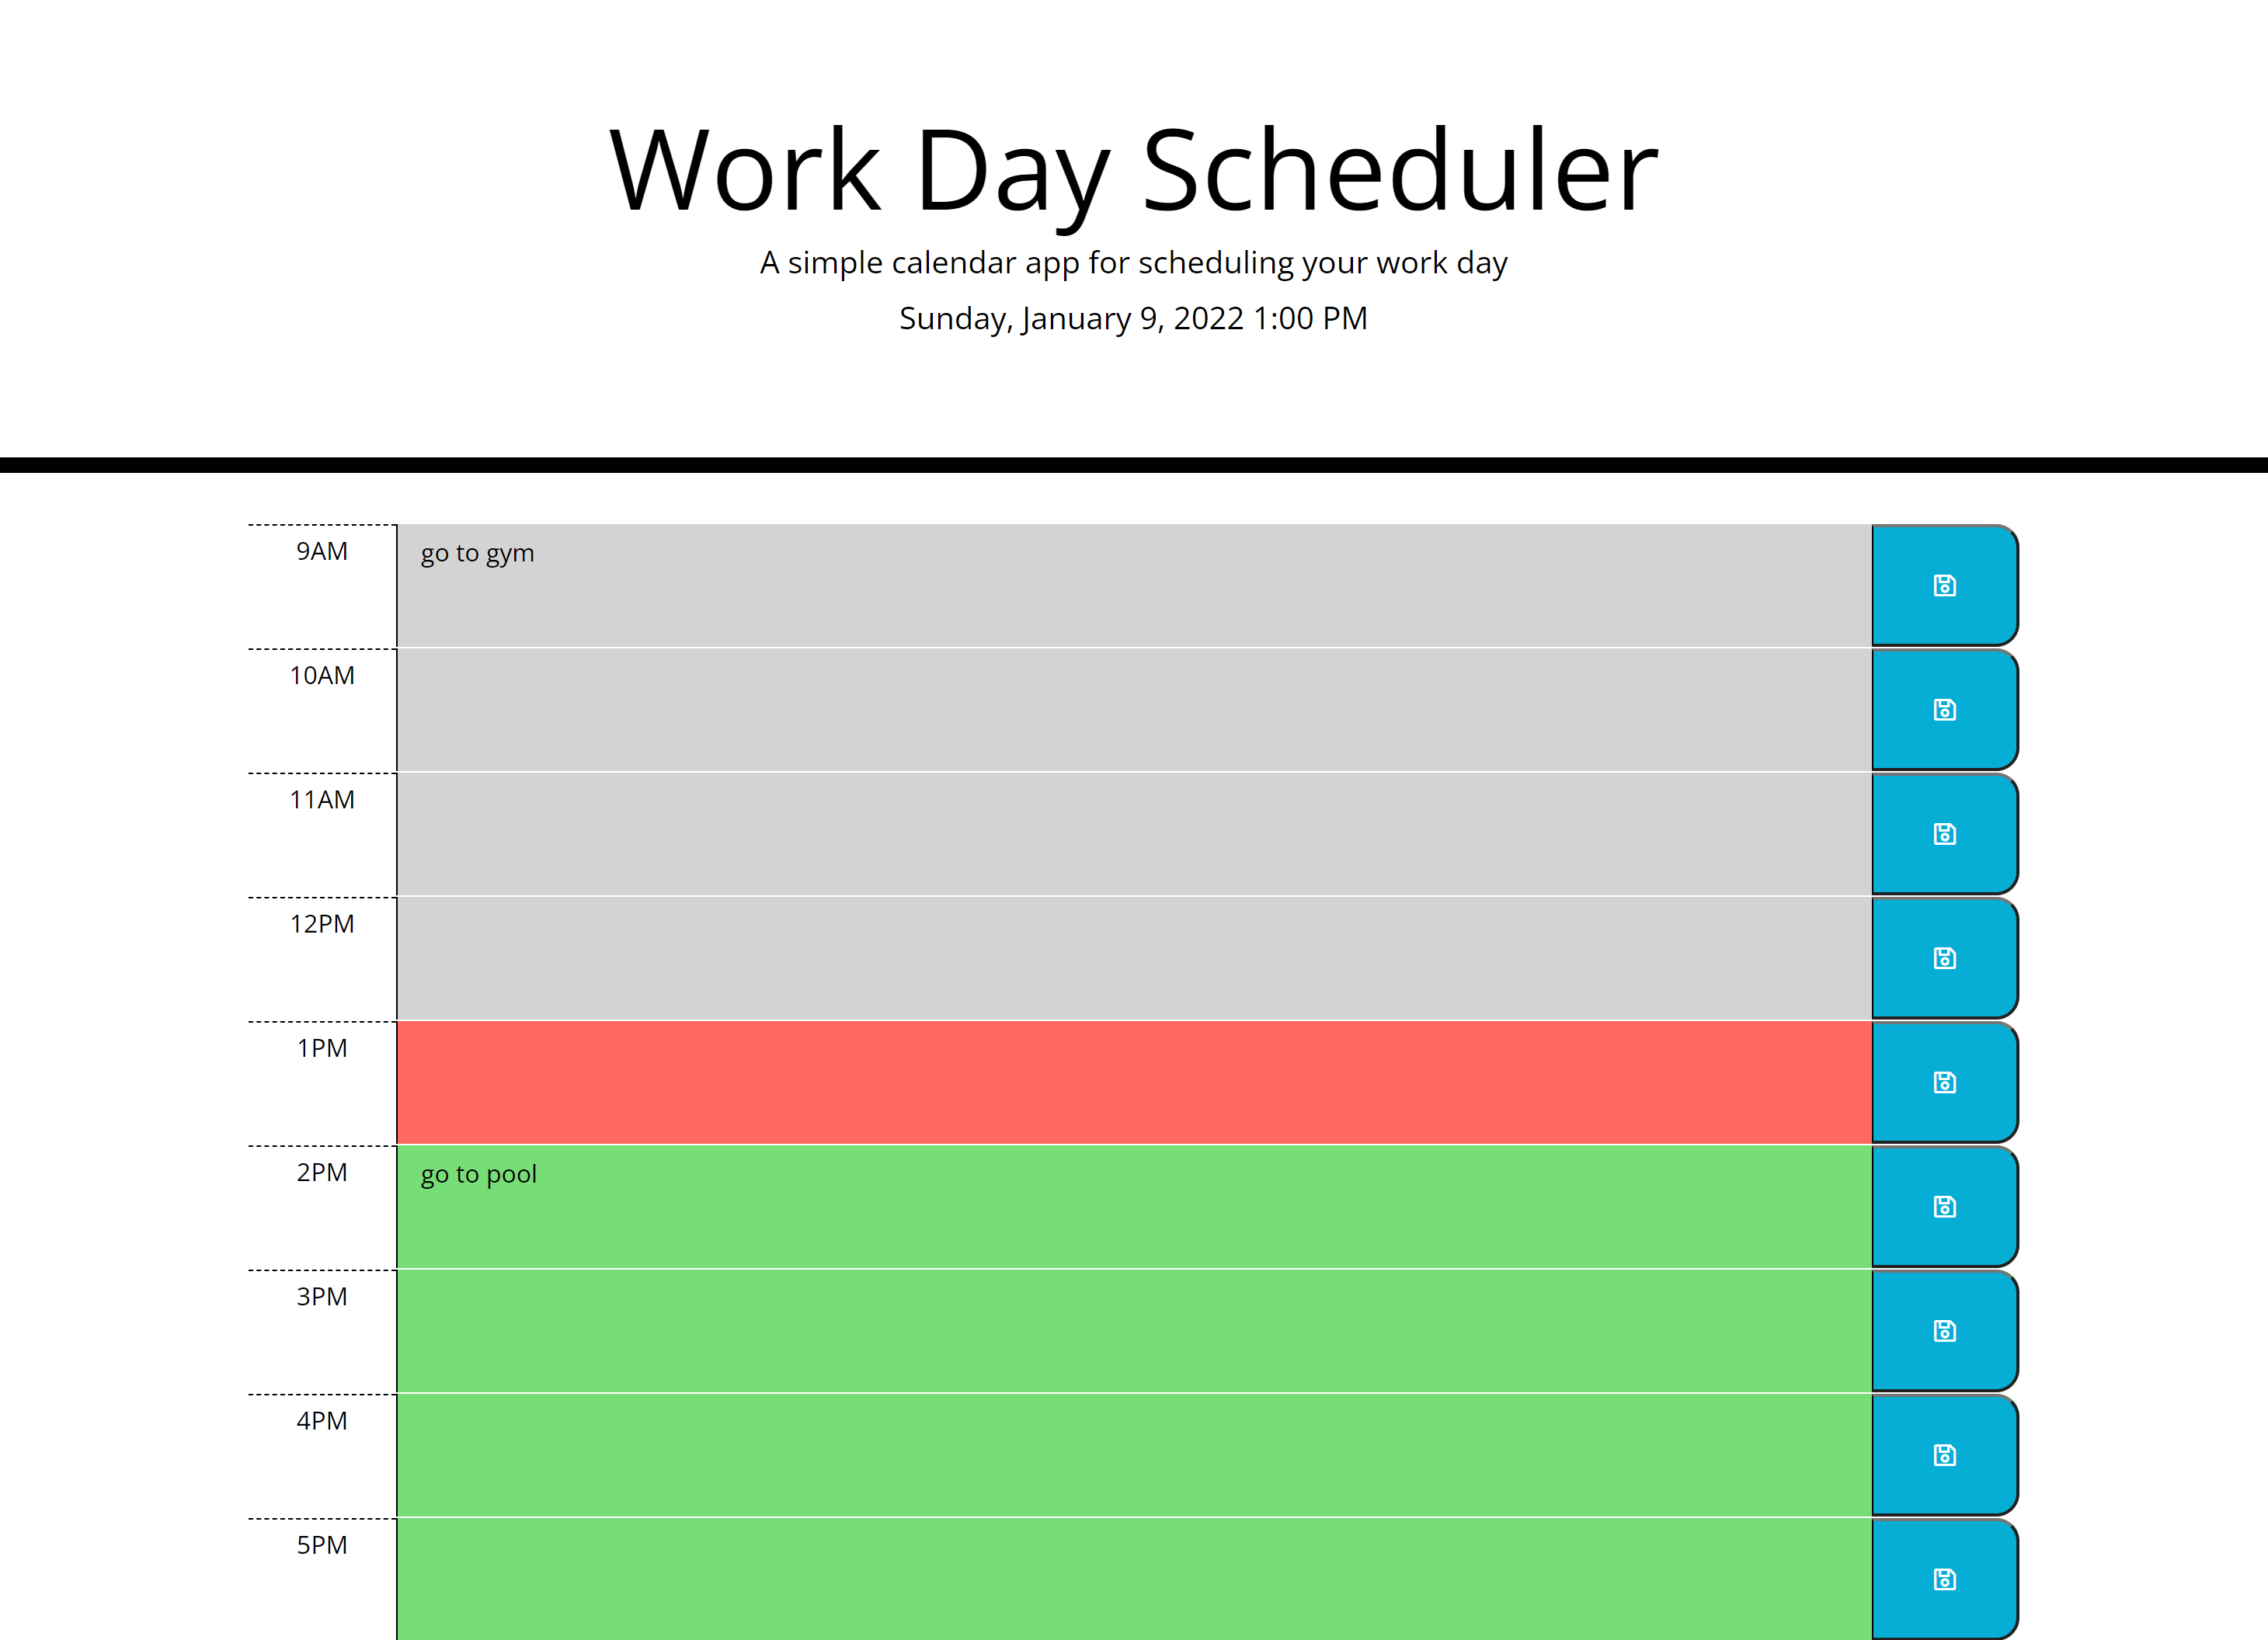 Work Day Scheduler
A simple calendar app for scheduling your work day
Sunday, January 9, 2022 1:00 PM
9AM go to gym
10AM
11AM
12PM
1PM
2PM go to pool
3PM
4PM
5PM